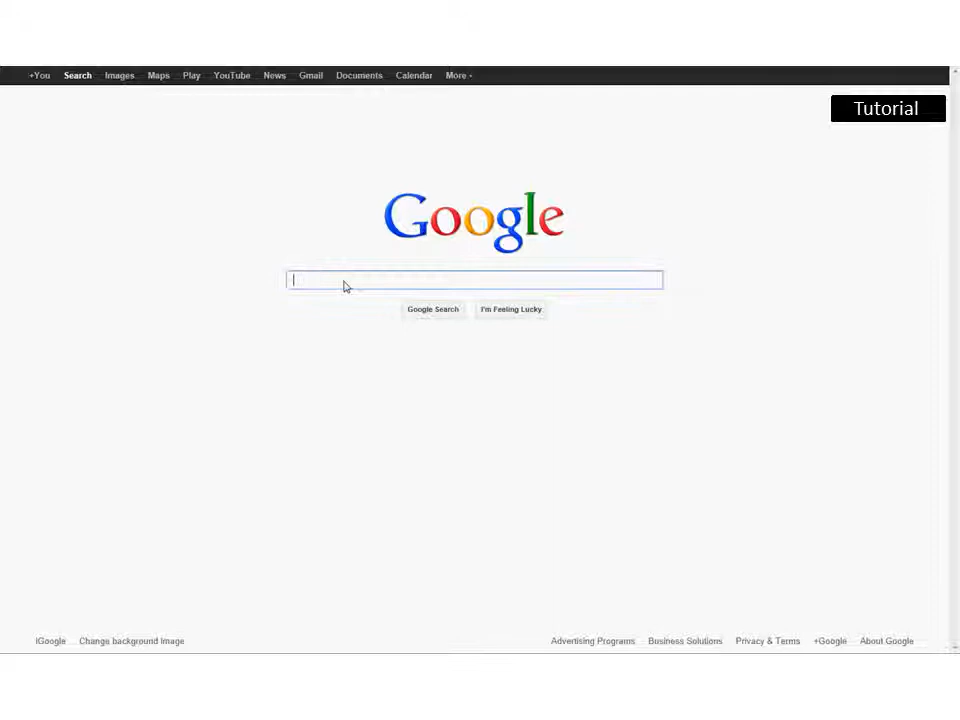 +You Search Images Maps Play YouTube News Gmail Documents Calendar More
Tutorial
Google
Google Search I'm Feeling Lucky
iGoogle Change background image Advertising Programs Business Solutions Privacy & Terms +Google About Google